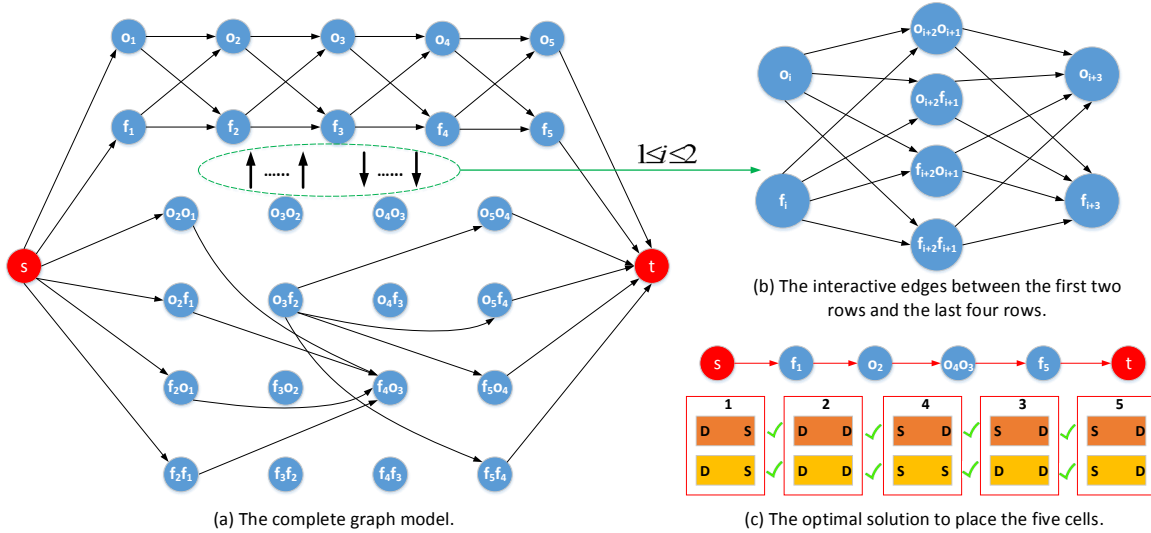 o₁ o₂ o₃ o₄ o₅
f₁ f₂ f₃ f₄ f₅
...... ......
o₂o₁ o₃o₂ o₄o₃ o₅o₄
s t
o₂f₁ o₃f₂ o₄f₃ o₅f₄
f₂o₁ f₃o₂ f₄o₃ f₅o₄
f₂f₁ f₃f₂ f₄f₃ f₅f₄
(a) The complete graph model.
1≤i≤2
oᵢ₊₂oᵢ₊₁
oᵢ oᵢ₊₃
oᵢ₊₂fᵢ₊₁
fᵢ₊₂oᵢ₊₁
fᵢ fᵢ₊₃
fᵢ₊₂fᵢ₊₁
(b) The interactive edges between the first two
rows and the last four rows.
s f₁ o₂ o₄o₃ f₅ t
1 2 4 3 5
D S ✓ D D ✓ S D ✓ S D ✓ S D
D S ✓ D D ✓ S S ✓ D D ✓ S D
(c) The optimal solution to place the five cells.